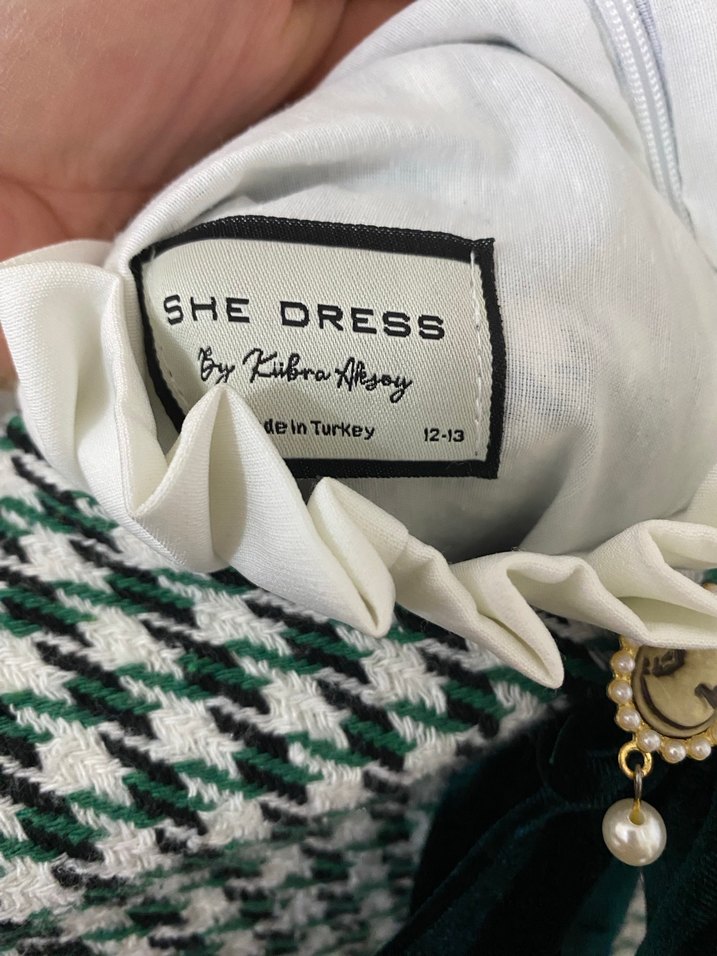 SHE DRESS
By Kübra Aksoy
de in Turkey 12-13